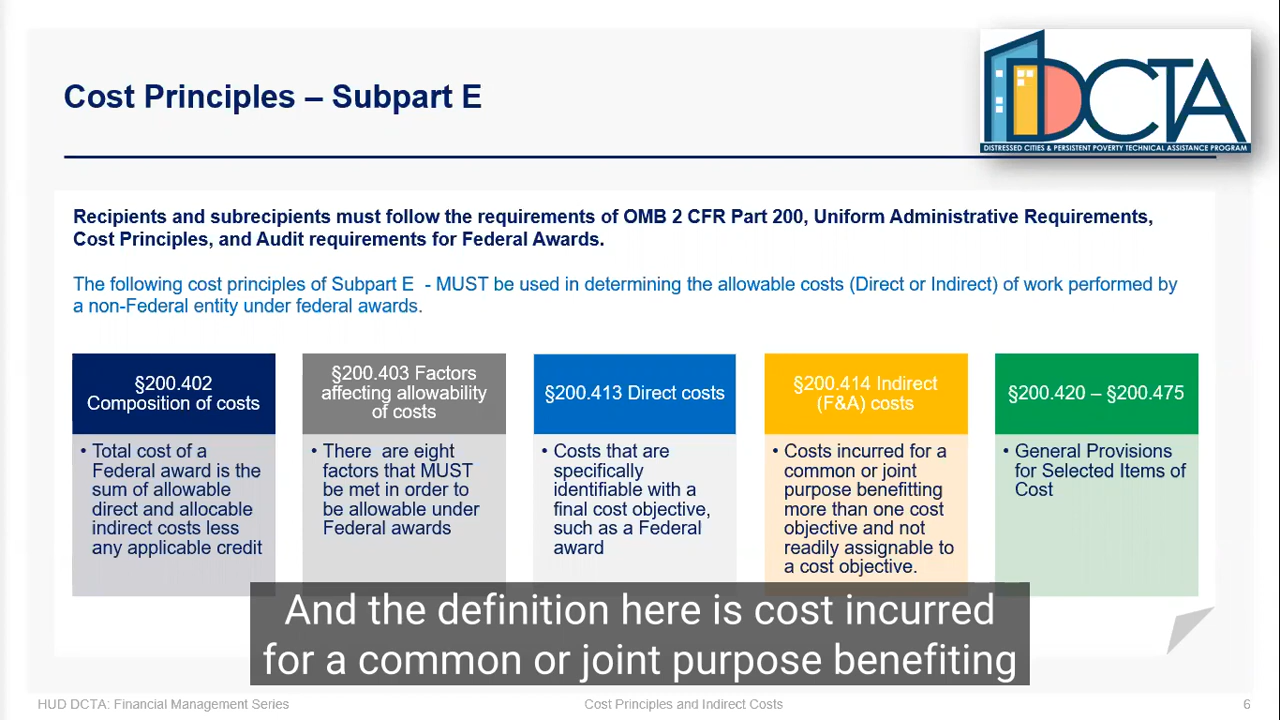 Cost Principles – Subpart E
DCTA
DISTRESSED CITIES & PERSISTENT POVERTY TECHNICAL ASSISTANCE PROGRAM
Recipients and subrecipients must follow the requirements of OMB 2 CFR Part 200, Uniform Administrative Requirements,
Cost Principles, and Audit requirements for Federal Awards.
The following cost principles of Subpart E - MUST be used in determining the allowable costs (Direct or Indirect) of work performed by
a non-Federal entity under federal awards.
§200.402
Composition of costs
• Total cost of a
Federal award is the
sum of allowable
direct and allocable
indirect costs less
any applicable credit
§200.403 Factors
affecting allowability
of costs
• There are eight
factors that MUST
be met in order to
be allowable under
Federal awards
§200.413 Direct costs
• Costs that are
specifically
identifiable with a
final cost objective,
such as a Federal
award
§200.414 Indirect
(F&A) costs
• Costs incurred for a
common or joint
purpose benefitting
more than one cost
objective and not
readily assignable to
a cost objective.
§200.420 – §200.475
• General Provisions
for Selected Items of
Cost
And the definition here is cost incurred
for a common or joint purpose benefiting
HUD DCTA: Financial Management Series
Cost Principles and Indirect Costs
6